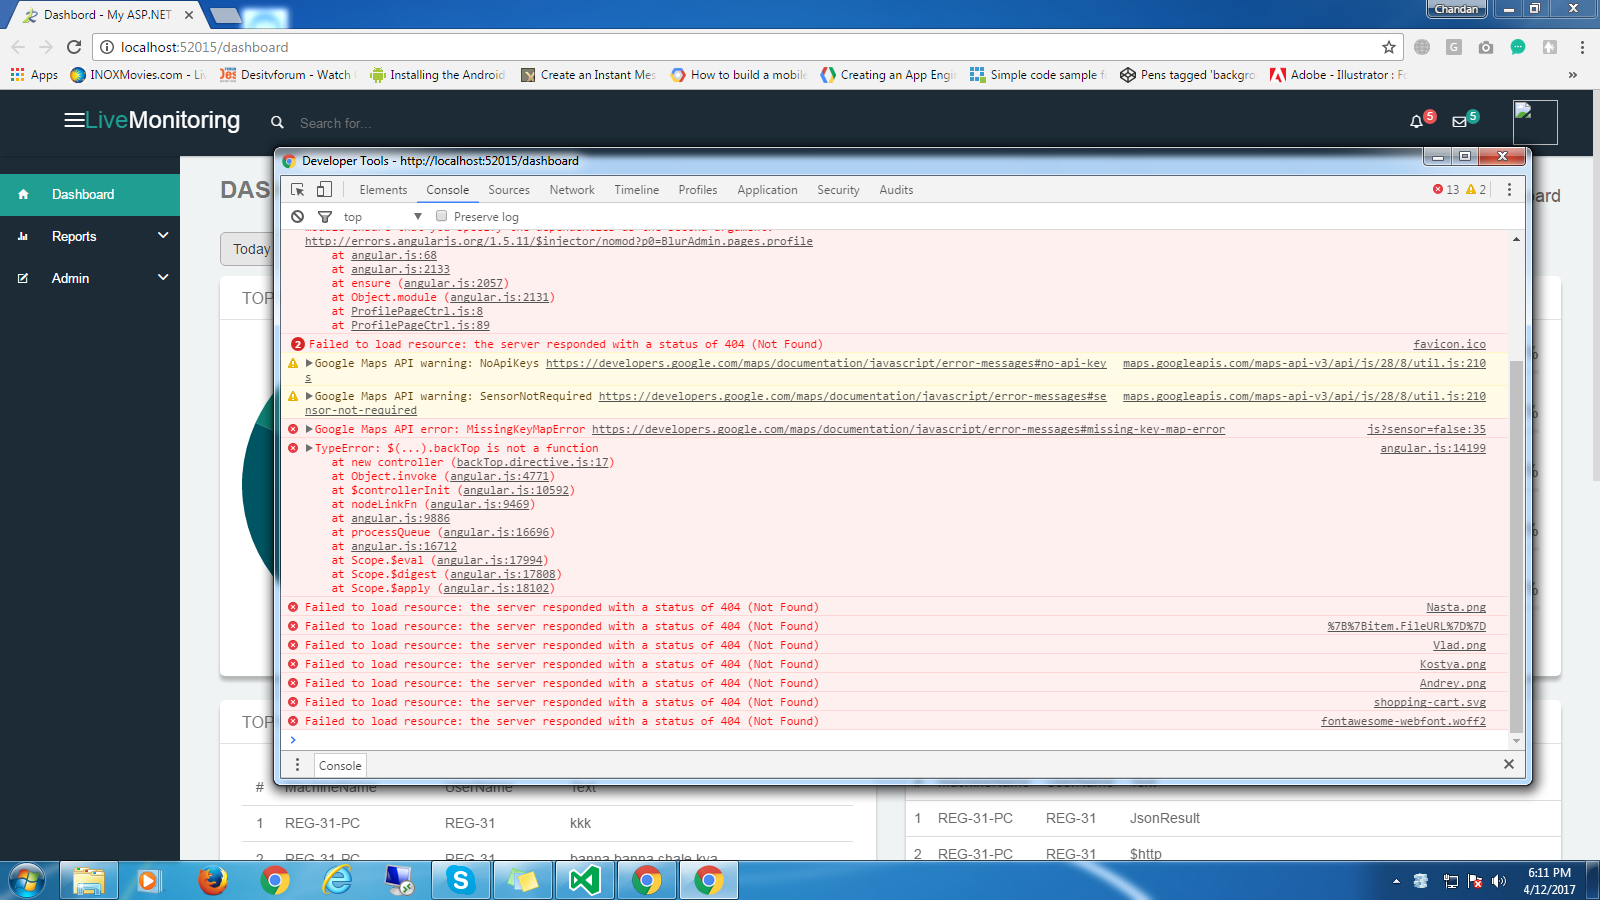 Dashbord - My ASP.NET
Chandan
localhost:52015/dashboard
Apps
INOXMovies.com - Liv
Desitvforum - Watch
Installing the Android
Create an Instant Mes
How to build a mobile
Creating an App Engi
Simple code sample f
Pens tagged 'backgro
Adobe - Illustrator : Fo
LiveMonitoring
Search for...
5
5
Developer Tools - http://localhost:52015/dashboard
Dashboard
Reports
Admin
DAS
Today
TOP
Elements Console Sources Network Timeline Profiles Application Security Audits
13 2
top
Preserve log
http://errors.angularjs.org/1.5.11/$injector/nomod?p0=BlurAdmin.pages.profile
at angular.js:68
at angular.js:2133
at ensure (angular.js:2057)
at Object.module (angular.js:2131)
at ProfilePageCtrl.js:8
at ProfilePageCtrl.js:89
2 Failed to load resource: the server responded with a status of 404 (Not Found) favicon.ico
Google Maps API warning: NoApiKeys https://developers.google.com/maps/documentation/javascript/error-messages#no-api-key maps.googleapis.com/maps-api-v3/api/js/28/8/util.js:210
s
Google Maps API warning: SensorNotRequired https://developers.google.com/maps/documentation/javascript/error-messages#se maps.googleapis.com/maps-api-v3/api/js/28/8/util.js:210
nsor-not-required
Google Maps API error: MissingKeyMapError https://developers.google.com/maps/documentation/javascript/error-messages#missing-key-map-error js?sensor=false:35
TypeError: $(...).backTop is not a function angular.js:14199
at new controller (backTop.directive.js:17)
at Object.invoke (angular.js:4771)
at $controllerInit (angular.js:10592)
at nodeLinkFn (angular.js:9469)
at angular.js:9886
at processQueue (angular.js:16696)
at angular.js:16712
at Scope.$eval (angular.js:17994)
at Scope.$digest (angular.js:17808)
at Scope.$apply (angular.js:18102)
Failed to load resource: the server responded with a status of 404 (Not Found) Nasta.png
Failed to load resource: the server responded with a status of 404 (Not Found) %7B%7Bitem.FileURL%7D%7D
Failed to load resource: the server responded with a status of 404 (Not Found) Vlad.png
Failed to load resource: the server responded with a status of 404 (Not Found) Kostya.png
Failed to load resource: the server responded with a status of 404 (Not Found) Andrey.png
Failed to load resource: the server responded with a status of 404 (Not Found) shopping-cart.svg
Failed to load resource: the server responded with a status of 404 (Not Found) fontawesome-webfont.woff2
Console
TOP
# MachineName UserName Text
1 REG-31-PC REG-31 kkk
2 REG-31-PC REG-31 banna banna chale kya
1 REG-31-PC REG-31 JsonResult
2 REG-31-PC REG-31 $http
6:11 PM
4/12/2017